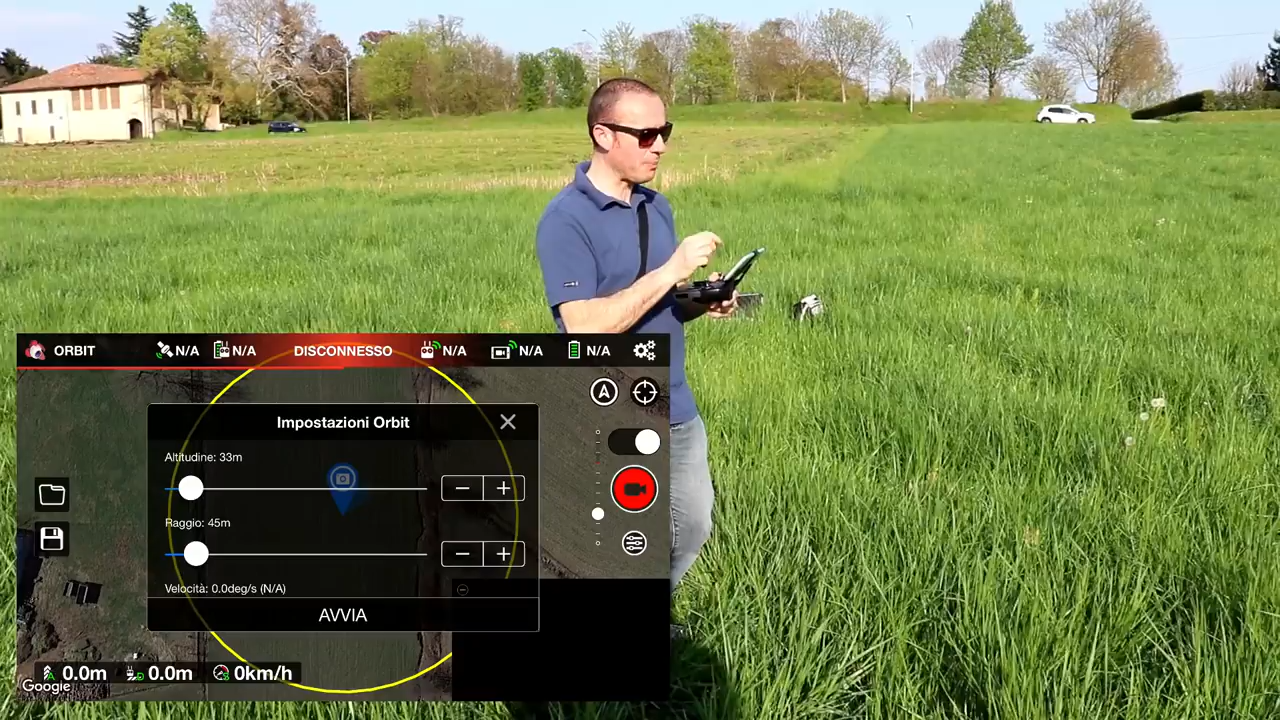 ORBIT N/A N/A DISCONNESSO N/A N/A N/A
A
Impostazioni Orbit
Altitudine: 33m
Raggio: 45m
Velocità: 0.0deg/s (N/A)
AVVIA
0.0m 0.0m 0km/h
Google